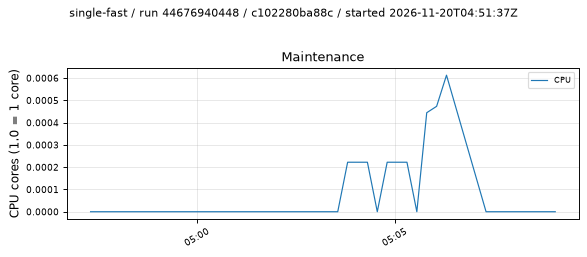 single-fast / run 44676940448 / c102280ba88c / started 2026-11-20T04:51:37Z
Maintenance
CPU cores (1.0 = 1 core)
0.0006
0.0005
0.0004
0.0003
0.0002
0.0001
0.0000
CPU
05:00
05:05